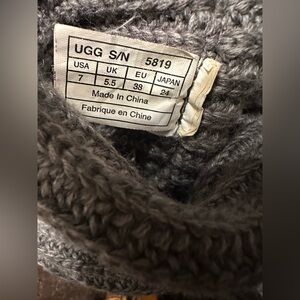 UGG S/N 5819
USA UK EU JAPAN
7 5.5 38 24
Made In China
Fabrique en Chine